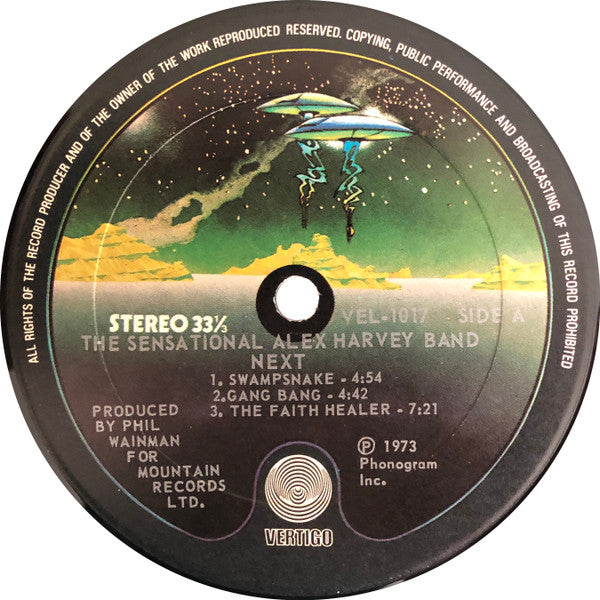 ALL RIGHTS OF THE RECORD PRODUCER AND OF THE OWNER OF THE WORK REPRODUCED RESERVED. COPYING, PUBLIC PERFORMANCE AND BROADCASTING OF THIS RECORD PROHIBITED
STEREO 33⅓
VEL-1017 SIDE A
THE SENSATIONAL ALEX HARVEY BAND
NEXT
1. SWAMPSNAKE - 4:54
2.GANG BANG - 4:42
3. THE FAITH HEALER - 7:21
PRODUCED
BY PHIL
WAINMAN
FOR
MOUNTAIN
RECORDS
LTD.
Ⓟ 1973
Phonogram
Inc.
VERTIGO